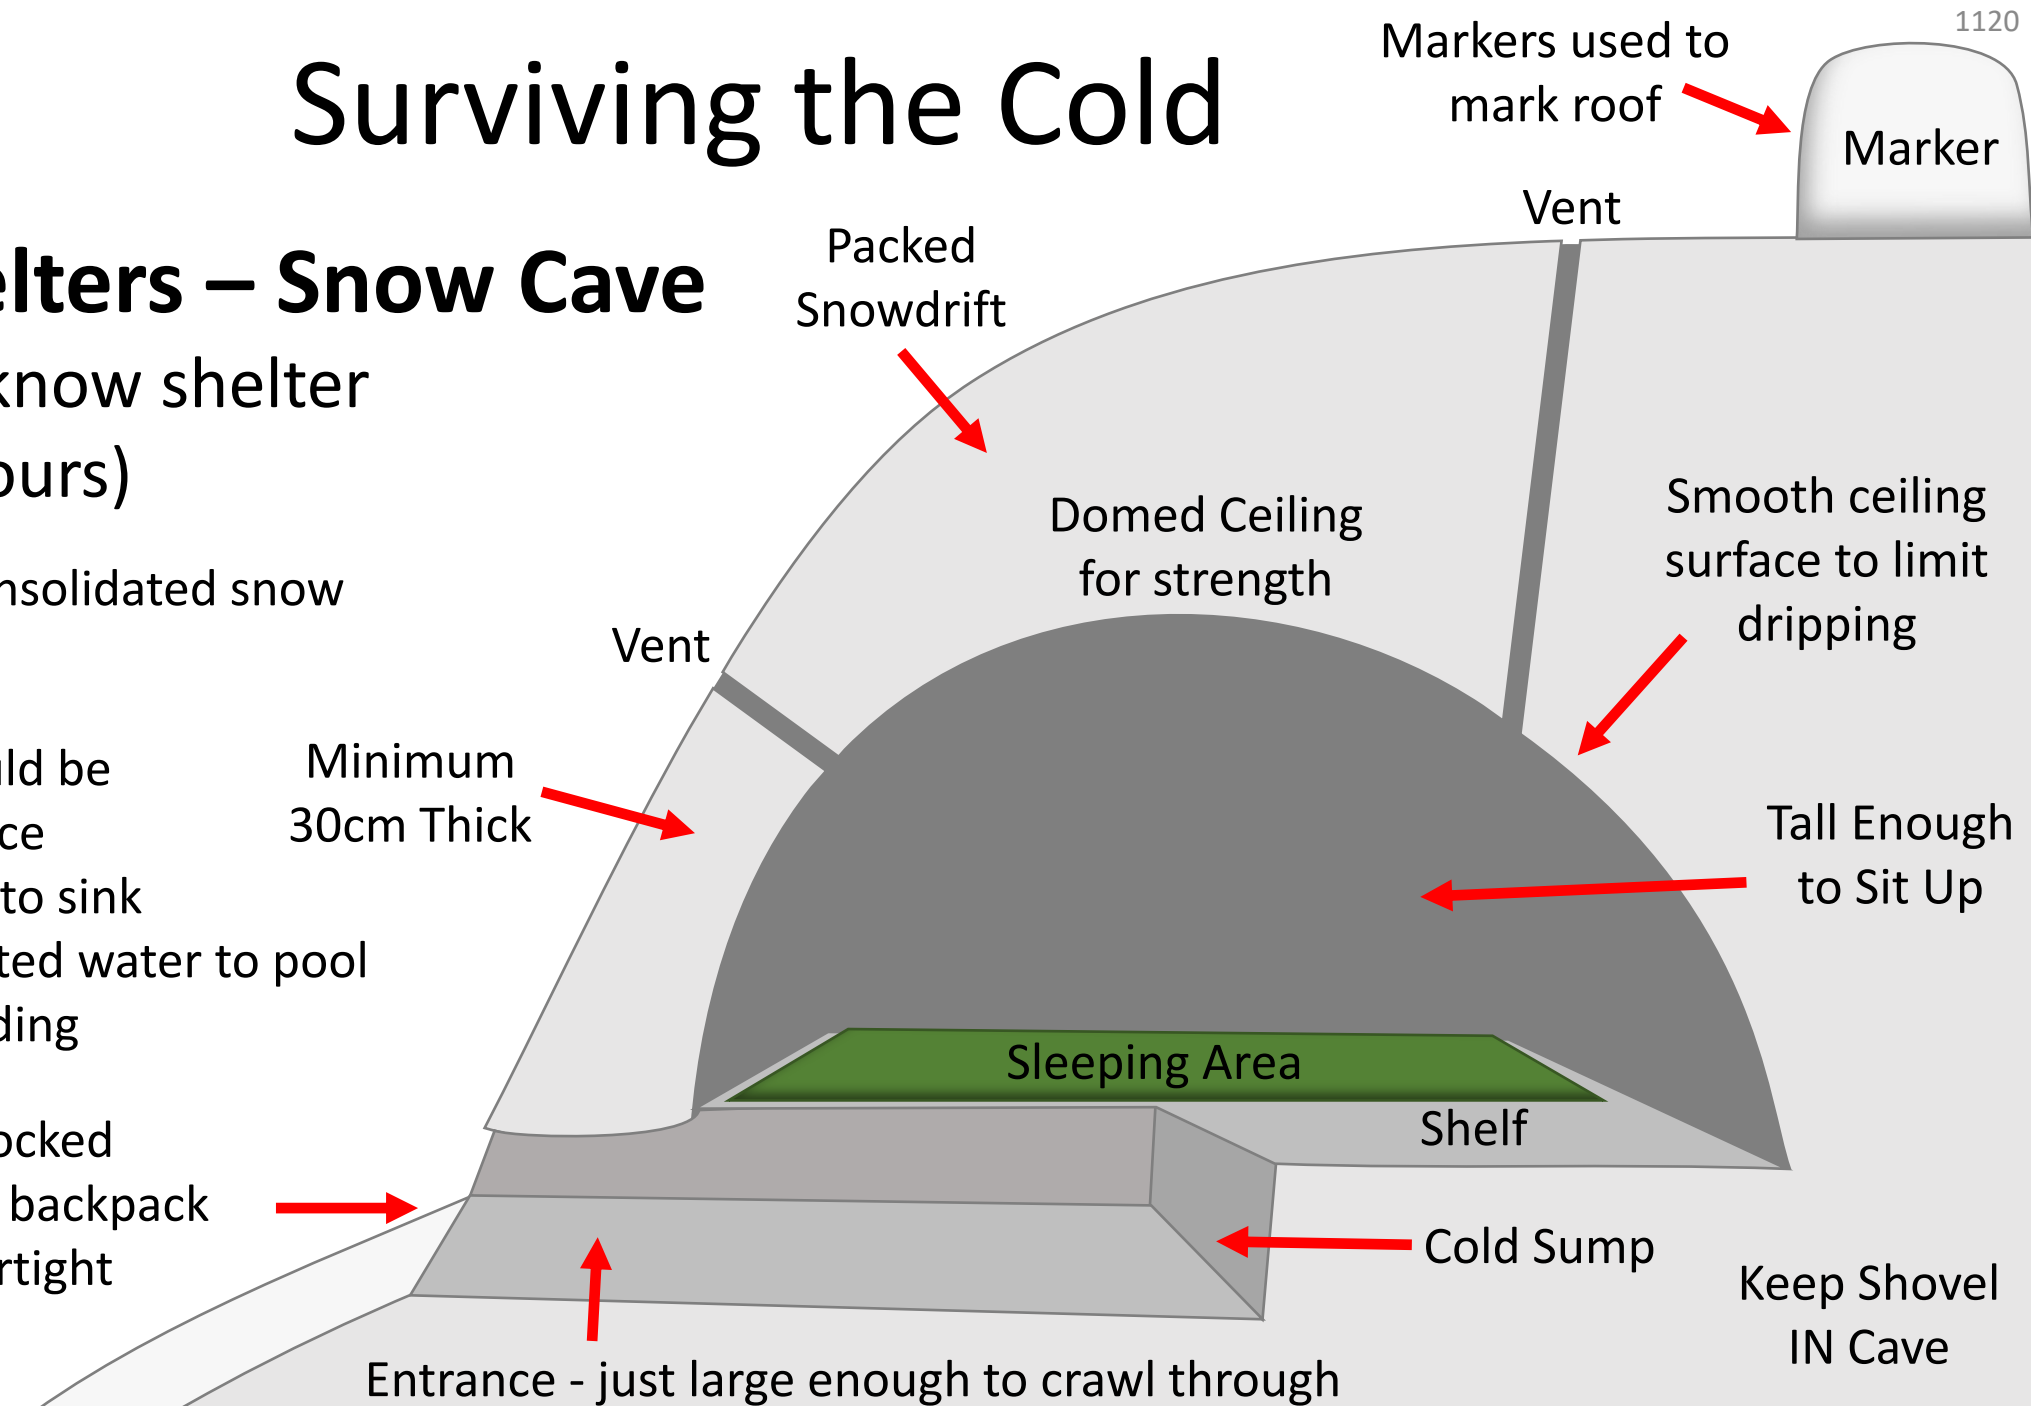 1120
Surviving the Cold
Markers used to
mark roof
Marker
Vent
Packed
Snowdrift
elters – Snow Cave
know shelter
ours)
Domed Ceiling
for strength
Smooth ceiling
surface to limit
dripping
nsolidated snow
Vent
Minimum
30cm Thick
uld be
ce
to sink
ted water to pool
ding
Tall Enough
to Sit Up
Sleeping Area
Shelf
ocked
backpack
rtight
Cold Sump
Keep Shovel
IN Cave
Entrance - just large enough to crawl through